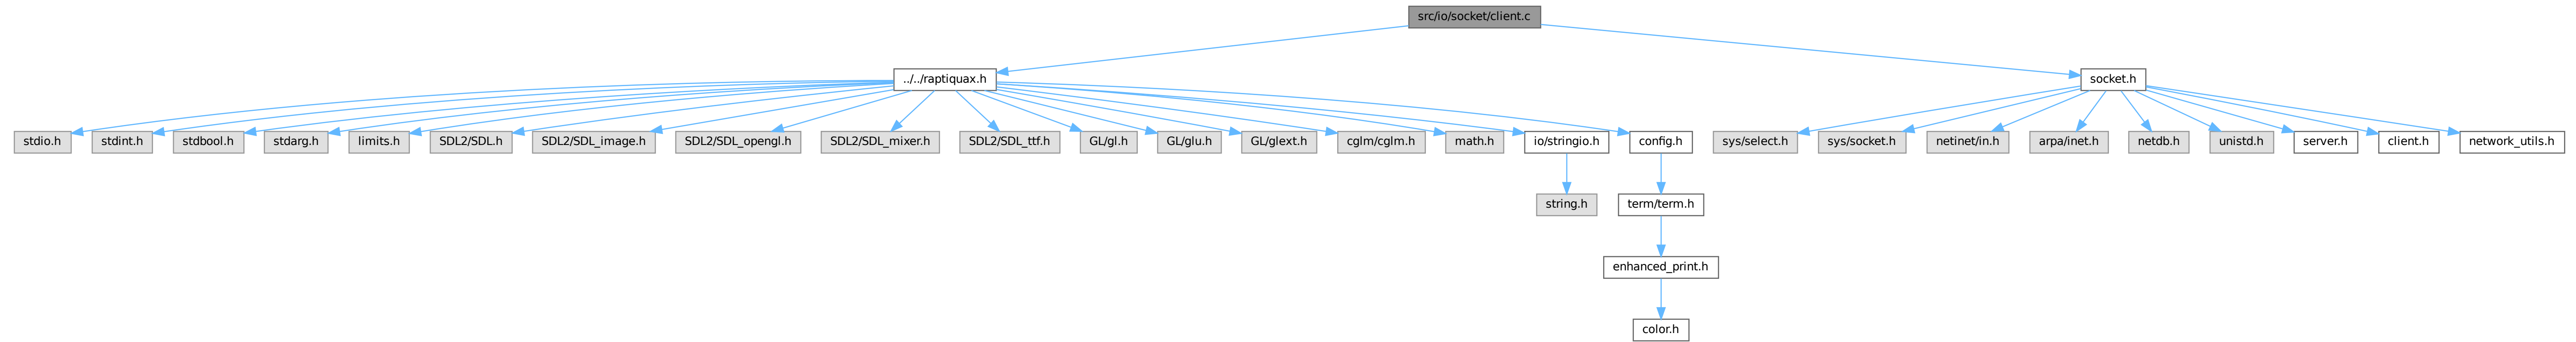 src/io/socket/client.c
../../raptiquax.h
socket.h
stdio.h
stdint.h
stdbool.h
stdarg.h
limits.h
SDL2/SDL.h
SDL2/SDL_image.h
SDL2/SDL_opengl.h
SDL2/SDL_mixer.h
SDL2/SDL_ttf.h
GL/gl.h
GL/glu.h
GL/glext.h
cglm/cglm.h
math.h
io/stringio.h
config.h
sys/select.h
sys/socket.h
netinet/in.h
arpa/inet.h
netdb.h
unistd.h
server.h
client.h
network_utils.h
string.h
term/term.h
enhanced_print.h
color.h